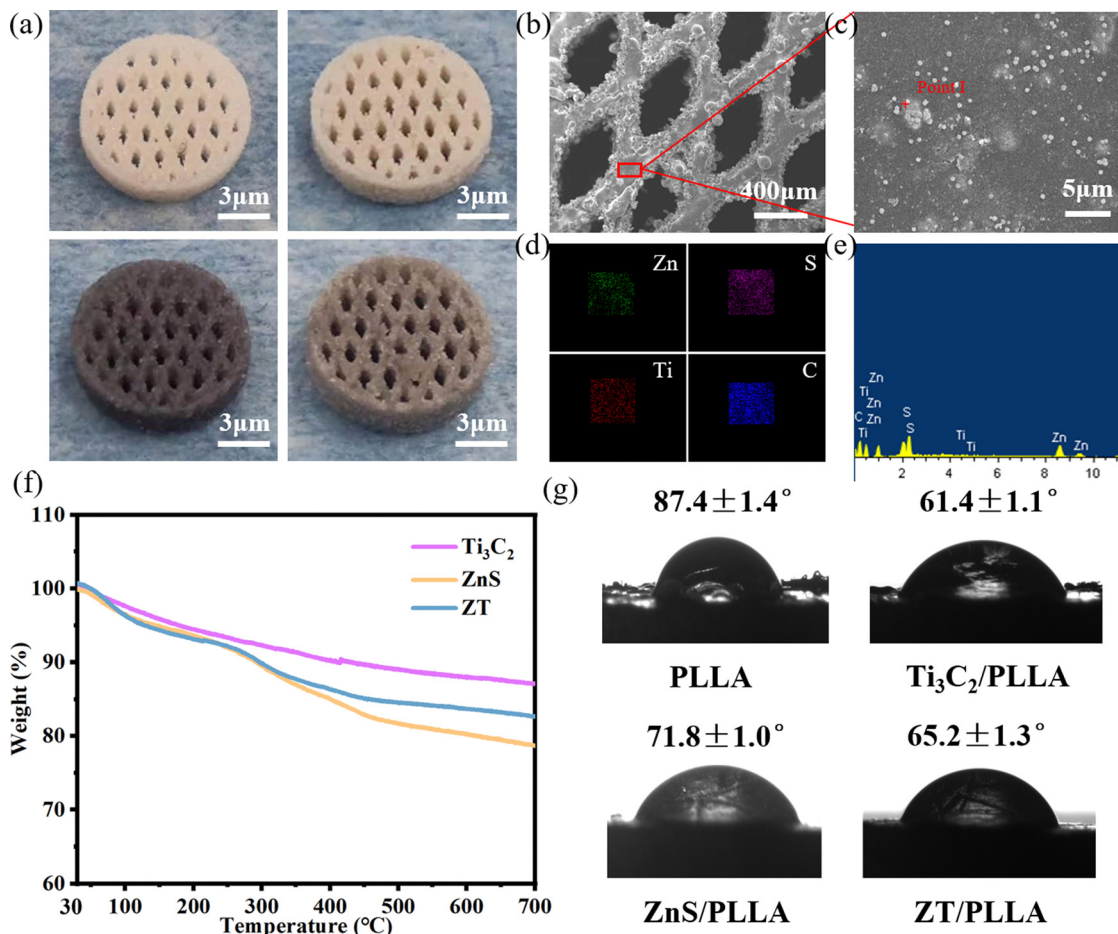 (a)
3μm
3μm
3μm
3μm
(b)
400μm
(c)
Point 1
5μm
(d)
Zn
S
Ti
C
(e)
Zn
Ti
Zn
C
Zn
Ti
S
S
Ti
Ti
Zn
Zn
2
4
6
8
10
(f)
110
100
90
80
70
60
Weight (%)
Ti₃C₂
ZnS
ZT
30
100
200
300
400
500
600
700
Temperature (℃)
(g)
87.4±1.4°
61.4±1.1°
PLLA
Ti₃C₂/PLLA
71.8±1.0°
65.2±1.3°
ZnS/PLLA
ZT/PLLA